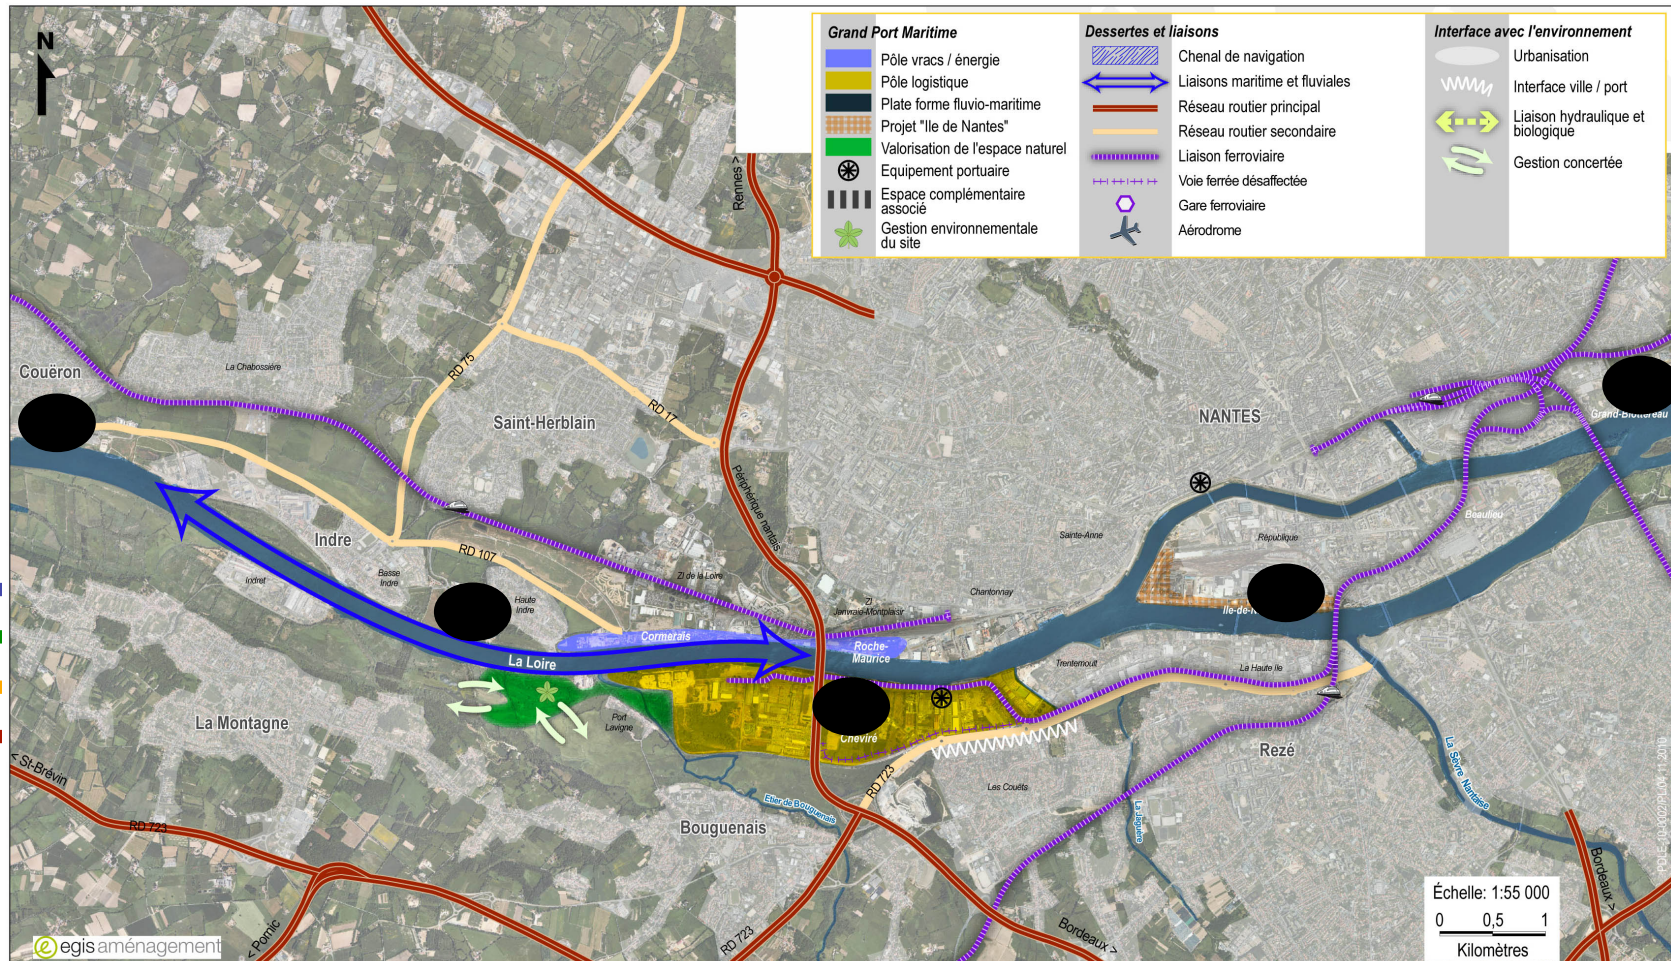 N
Grand Port Maritime
Pôle vracs / énergie
Pôle logistique
Plate forme fluvio-maritime
Projet "Ile de Nantes"
Valorisation de l'espace naturel
Equipement portuaire
Espace complémentaire
associé
Gestion environnementale
du site
Dessertes et liaisons
Chenal de navigation
Liaisons maritime et fluviales
Réseau routier principal
Réseau routier secondaire
Liaison ferroviaire
Voie ferrée désaffectée
Gare ferroviaire
Aérodrome
Interface avec l'environnement
Urbanisation
Interface ville / port
Liaison hydraulique et
biologique
Gestion concertée
Rennes >
Couëron
La Chabossière
RD 75
Saint-Herblain
RD 17
NANTES
Grand-Blottereau
Périphérique nantais
Beaulieu
Sainte-Anne
République
Indre
RD 107
Indret
Basse
Indre
Haute
Indre
ZI de la Loire
ZI
Janvraie-Montplaisir
Chantonnay
Cormerais
Roche-
Maurice
La Loire
Trentemout
La Haute Ile
La Montagne
Port
Lavigne
Cheviré
Rezé
La Sèvre Nantaise
< St-Brévin
RD 723
RD 723
Les Couëts
Etier de Bouguenais
Bouguenais
La Jaguère
< Pornic
RD 723
Bordeaux >
Bordeaux >
Échelle: 1:55 000
0 0,5 1
Kilomètres
egis aménagement